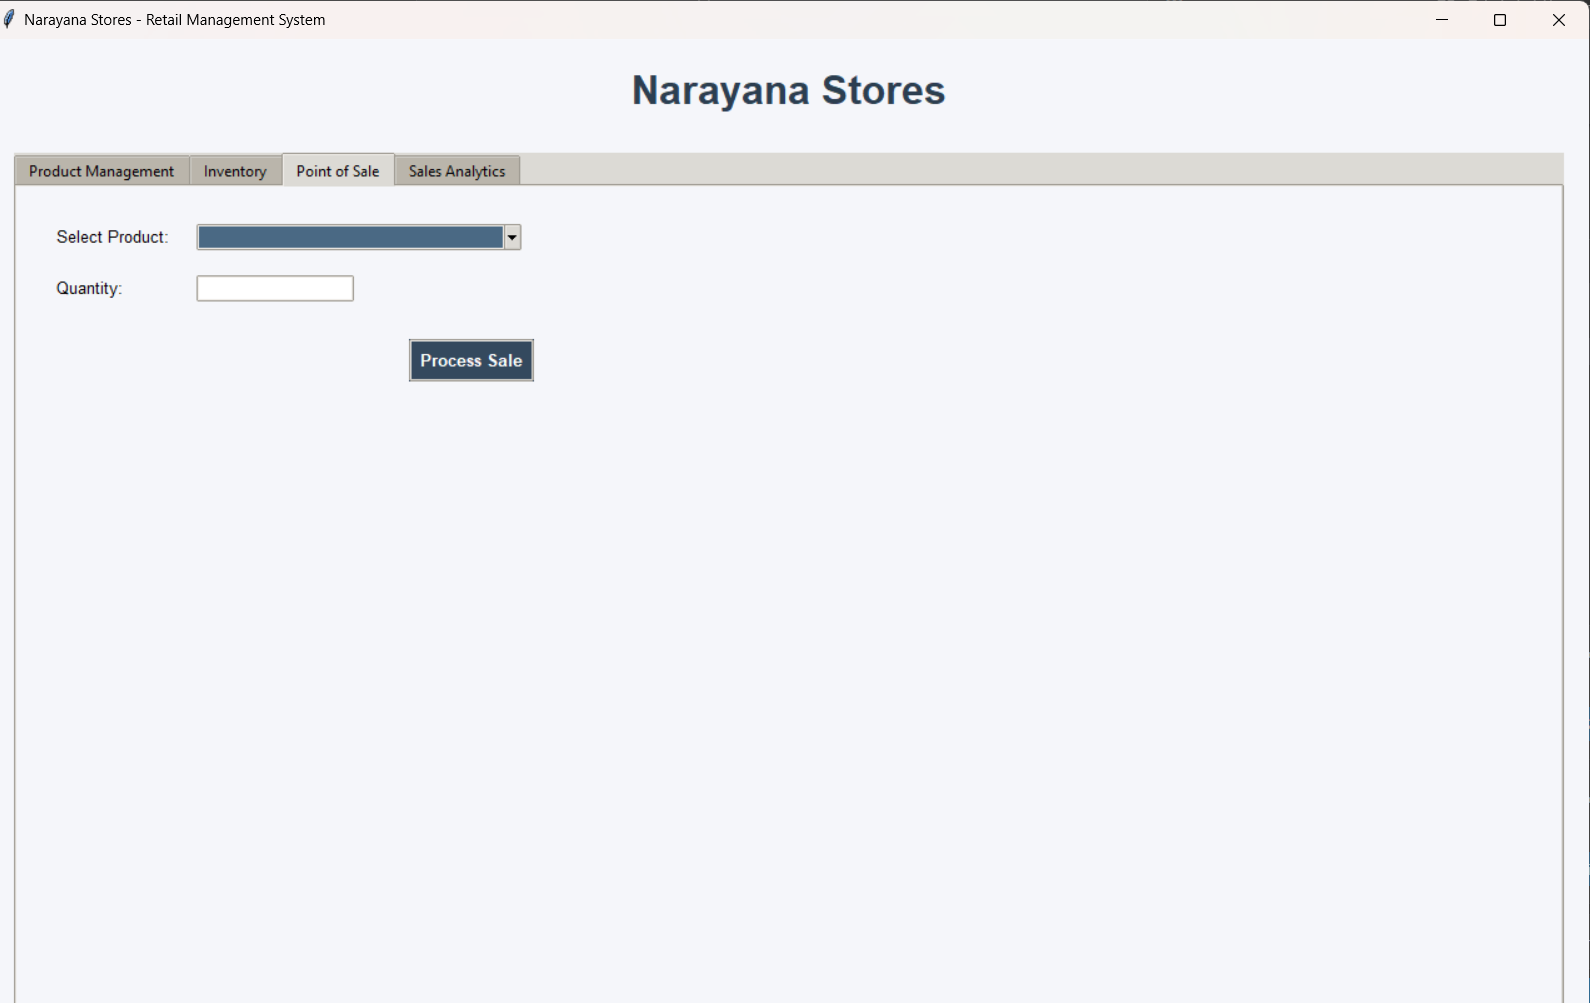 Narayana Stores - Retail Management System
Narayana Stores
Product Management Inventory Point of Sale Sales Analytics
Select Product:
Quantity:
Process Sale